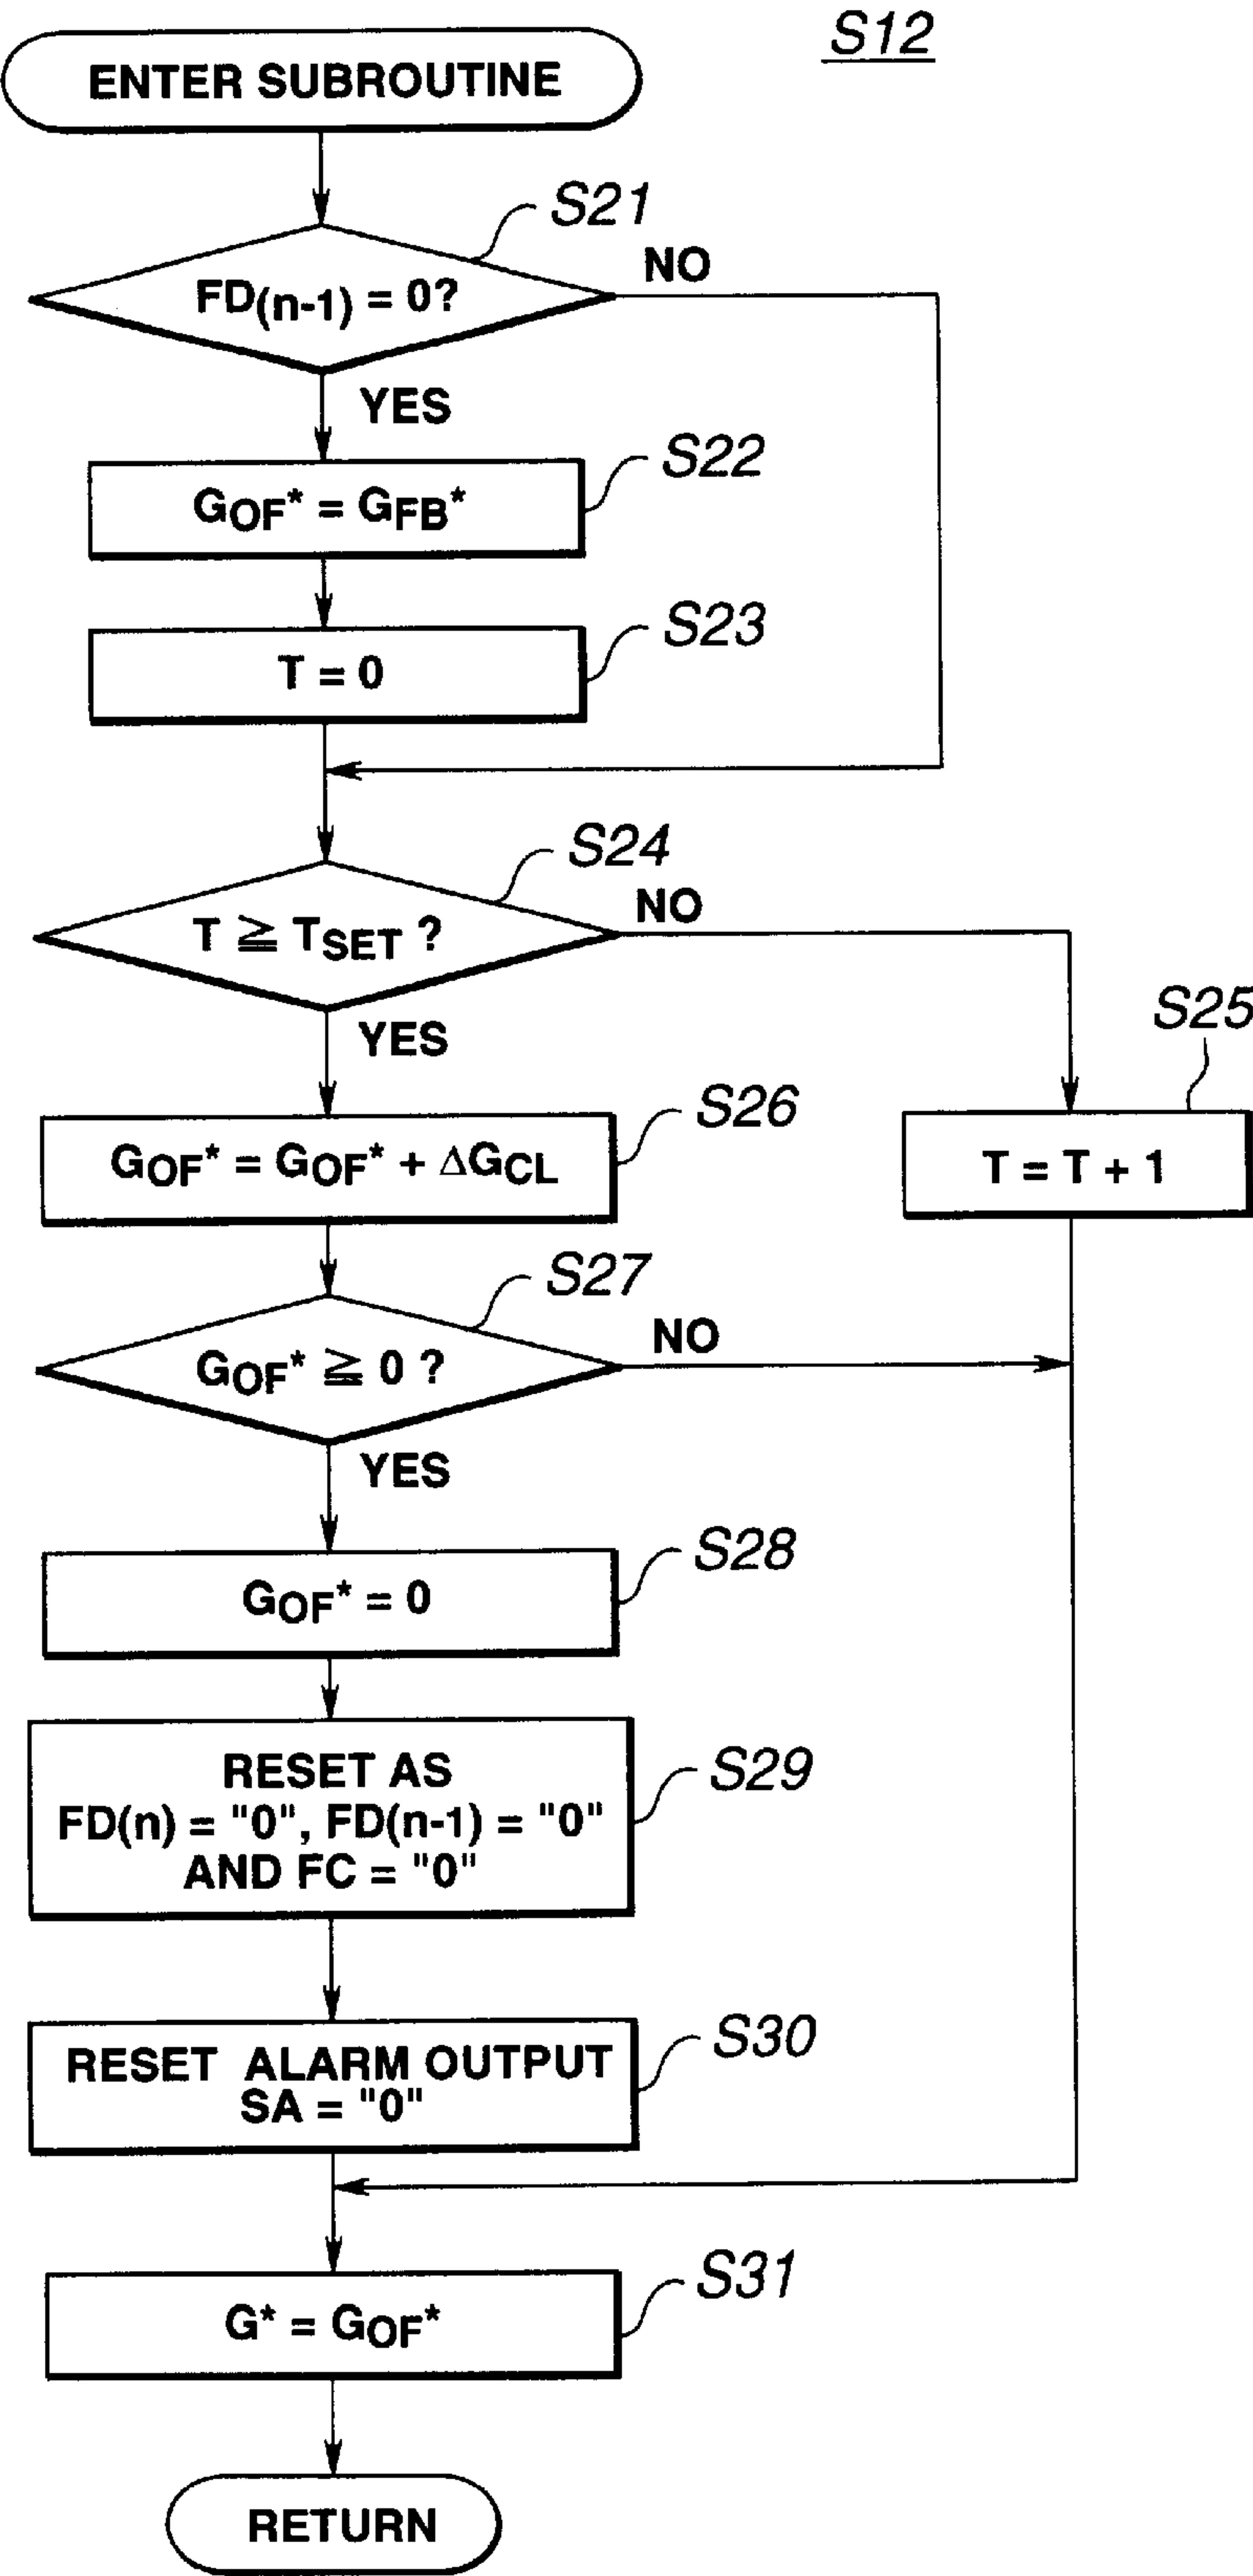 S12
ENTER SUBROUTINE
S21
FD(n-1) = 0?
NO
YES
S22
GOF* = GFB*
S23
T = 0
S24
T ≧ TSET ?
NO
YES
S25
T = T + 1
S26
GOF* = GOF* + ΔGCL
S27
GOF* ≧ 0 ?
NO
YES
S28
GOF* = 0
S29
RESET AS
FD(n) = "0", FD(n-1) = "0"
AND FC = "0"
S30
RESET ALARM OUTPUT
SA = "0"
S31
G* = GOF*
RETURN